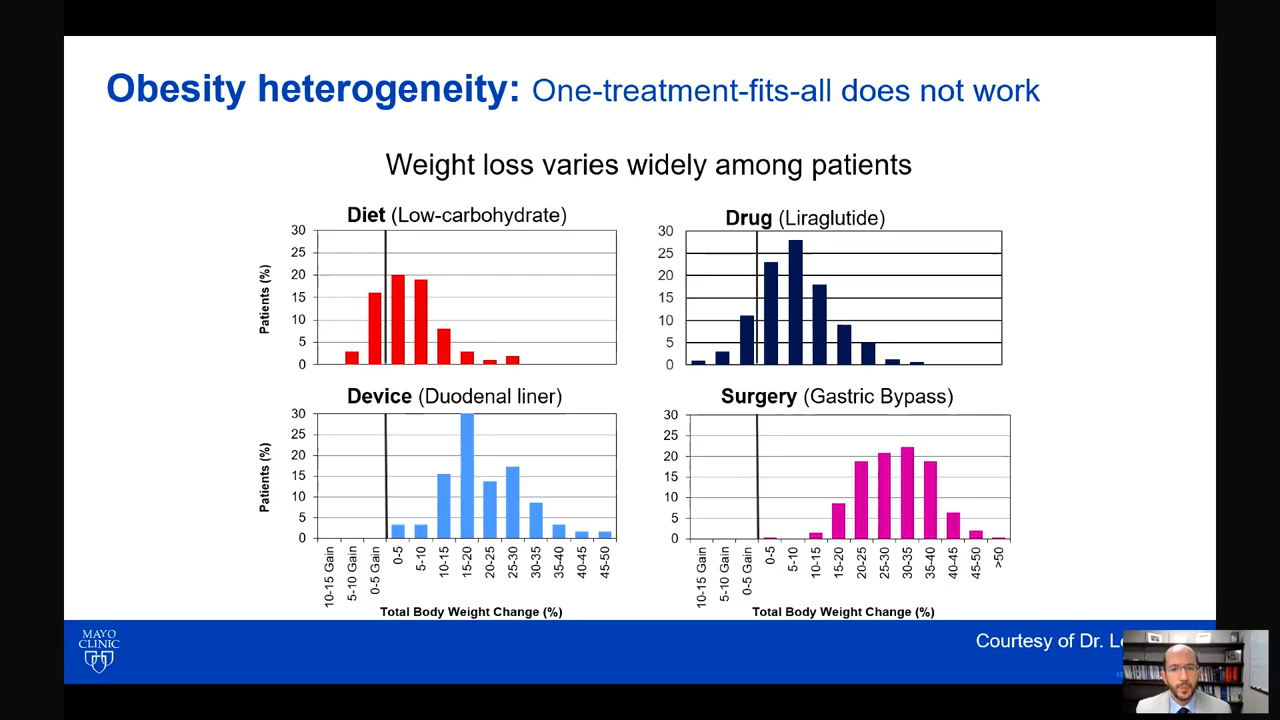 Obesity heterogeneity: One-treatment-fits-all does not work
Weight loss varies widely among patients
Diet (Low-carbohydrate)
30
25
20
15
10
5
0
Patients (%)
Drug (Liraglutide)
30
25
20
15
10
5
0
Device (Duodenal liner)
30
25
20
15
10
5
0
Patients (%)
10-15 Gain
5-10 Gain
0-5 Gain
0-5
5-10
10-15
15-20
20-25
25-30
30-35
35-40
40-45
45-50
Total Body Weight Change (%)
Surgery (Gastric Bypass)
30
25
20
15
10
5
0
10-15 Gain
5-10 Gain
0-5 Gain
0-5
5-10
10-15
15-20
20-25
25-30
30-35
35-40
40-45
45-50
>50
Total Body Weight Change (%)
MAYO
CLINIC
Courtesy of Dr.